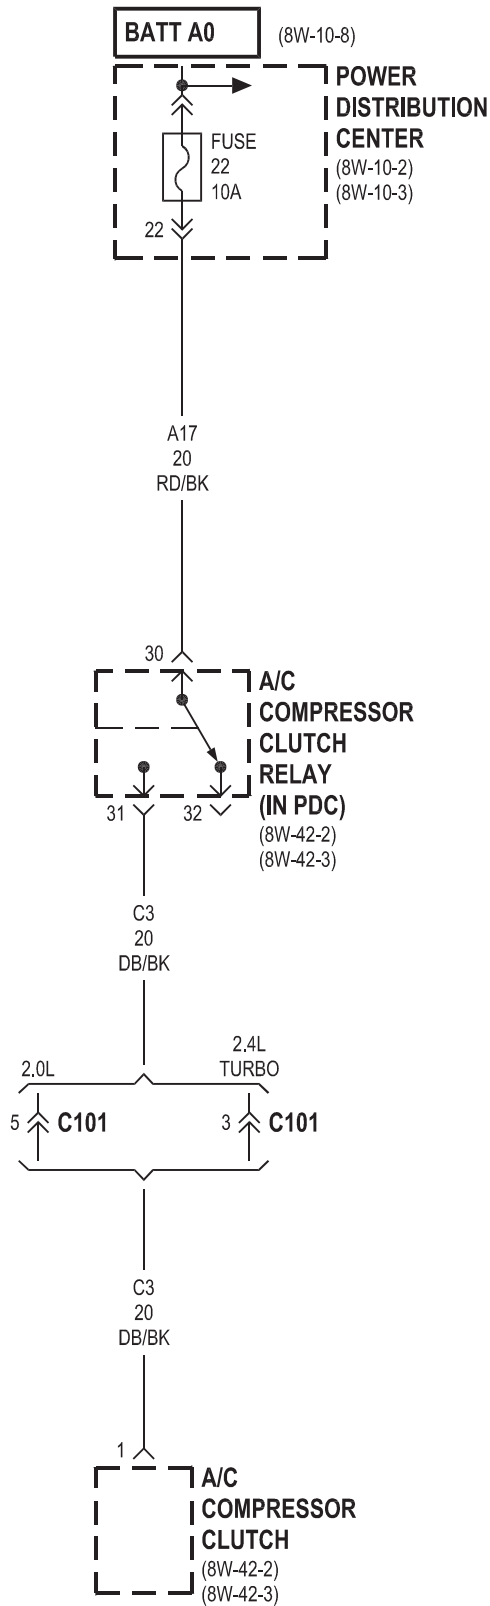 BATT A0
(8W-10-8)
POWER
DISTRIBUTION
CENTER
(8W-10-2)
(8W-10-3)
FUSE
22
10A
22
A17
20
RD/BK
30
A/C
COMPRESSOR
CLUTCH
RELAY
(IN PDC)
(8W-42-2)
(8W-42-3)
31
32
C3
20
DB/BK
2.0L
2.4L
TURBO
5
C101
3
C101
C3
20
DB/BK
1
A/C
COMPRESSOR
CLUTCH
(8W-42-2)
(8W-42-3)